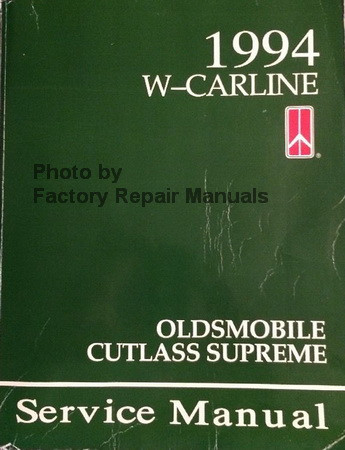 1994
W–CARLINE
®
Photo by
Factory Repair Manuals
OLDSMOBILE
CUTLASS SUPREME
Service Manual